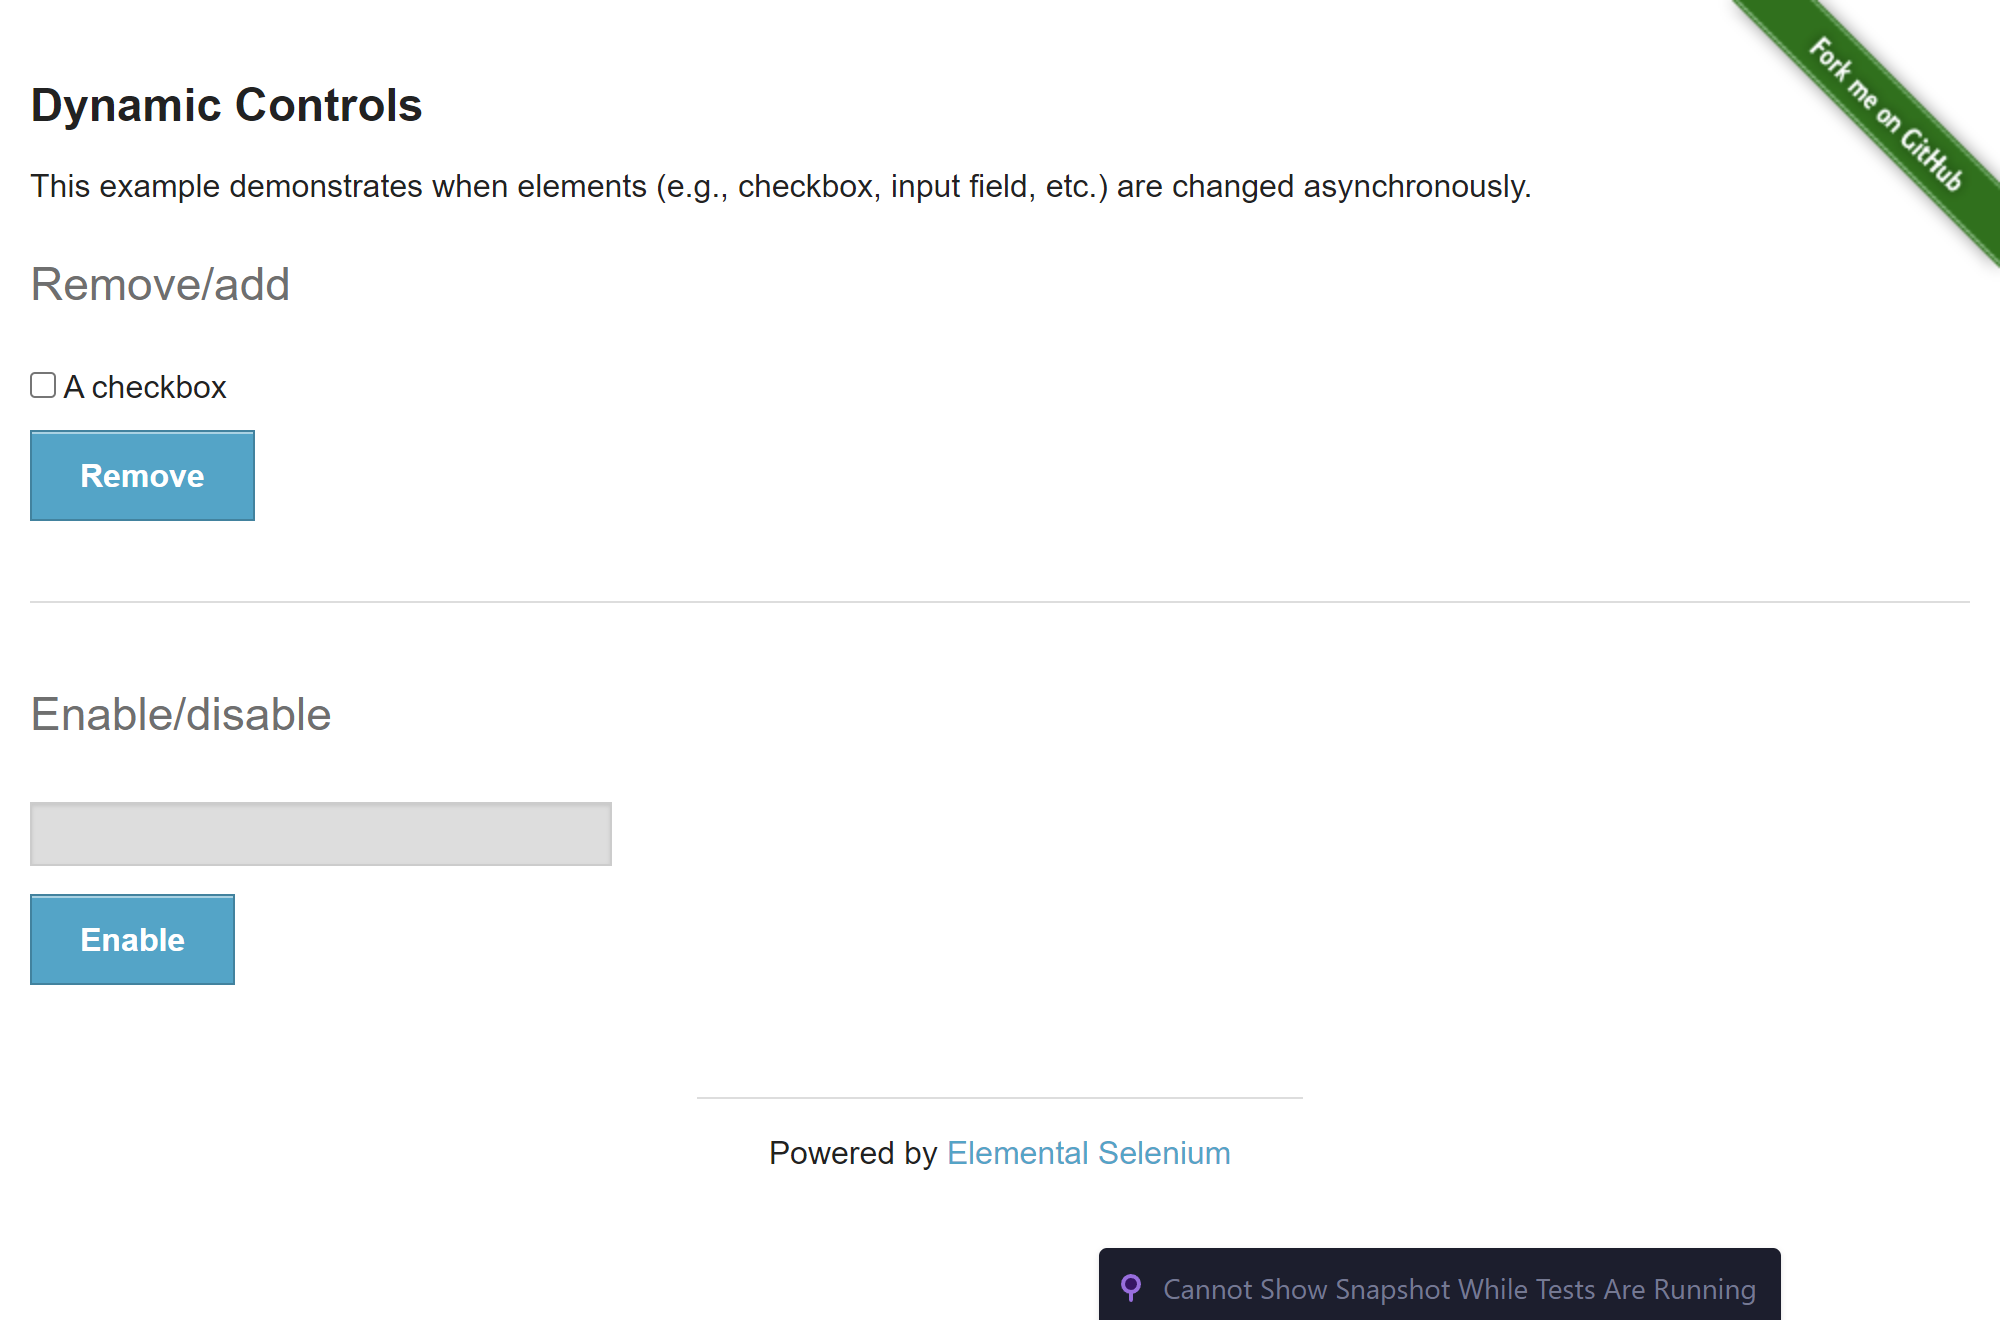 Fork me on GitHub
Dynamic Controls
This example demonstrates when elements (e.g., checkbox, input field, etc.) are changed asynchronously.
Remove/add
A checkbox
Remove
Enable/disable
Enable
Powered by Elemental Selenium
Cannot Show Snapshot While Tests Are Running